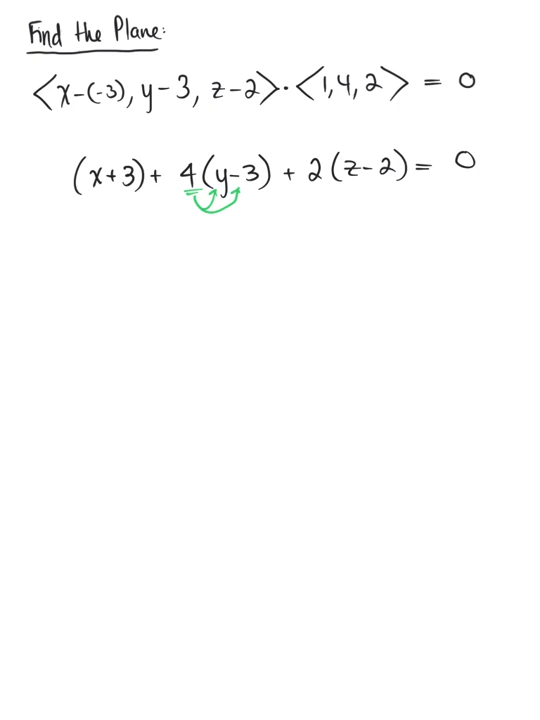 Find the Plane:
<x-(-3), y-3, z-2>·<1,4,2> = 0
(x+3)+ 4(y-3) + 2(z-2) = 0